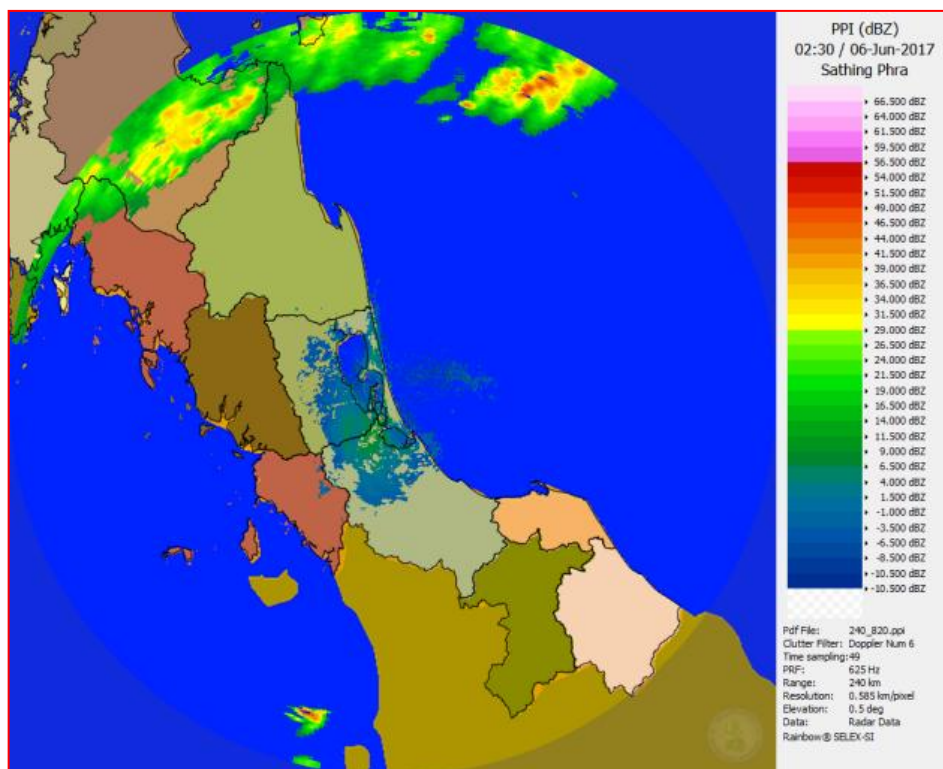 PPI (dBZ)
02:30 / 06-Jun-2017
Sathing Phra
66.500 dBZ
64.000 dBZ
61.500 dBZ
59.500 dBZ
56.500 dBZ
54.000 dBZ
51.500 dBZ
49.000 dBZ
46.500 dBZ
44.000 dBZ
41.500 dBZ
39.000 dBZ
36.500 dBZ
34.000 dBZ
31.500 dBZ
29.000 dBZ
26.500 dBZ
24.000 dBZ
21.500 dBZ
19.000 dBZ
16.500 dBZ
14.000 dBZ
11.500 dBZ
9.000 dBZ
6.500 dBZ
4.000 dBZ
1.500 dBZ
-1.000 dBZ
-3.500 dBZ
-6.500 dBZ
-8.500 dBZ
-10.500 dBZ
-10.500 dBZ
Pdf File: 240_820.ppi
Clutter Filter: Doppler Num 6
Time sampling:49
PRF: 625 Hz
Range: 240 km
Resolution: 0.585 km/pixel
Elevation: 0.5 deg
Data: Radar Data
Rainbow® SELEX-SI